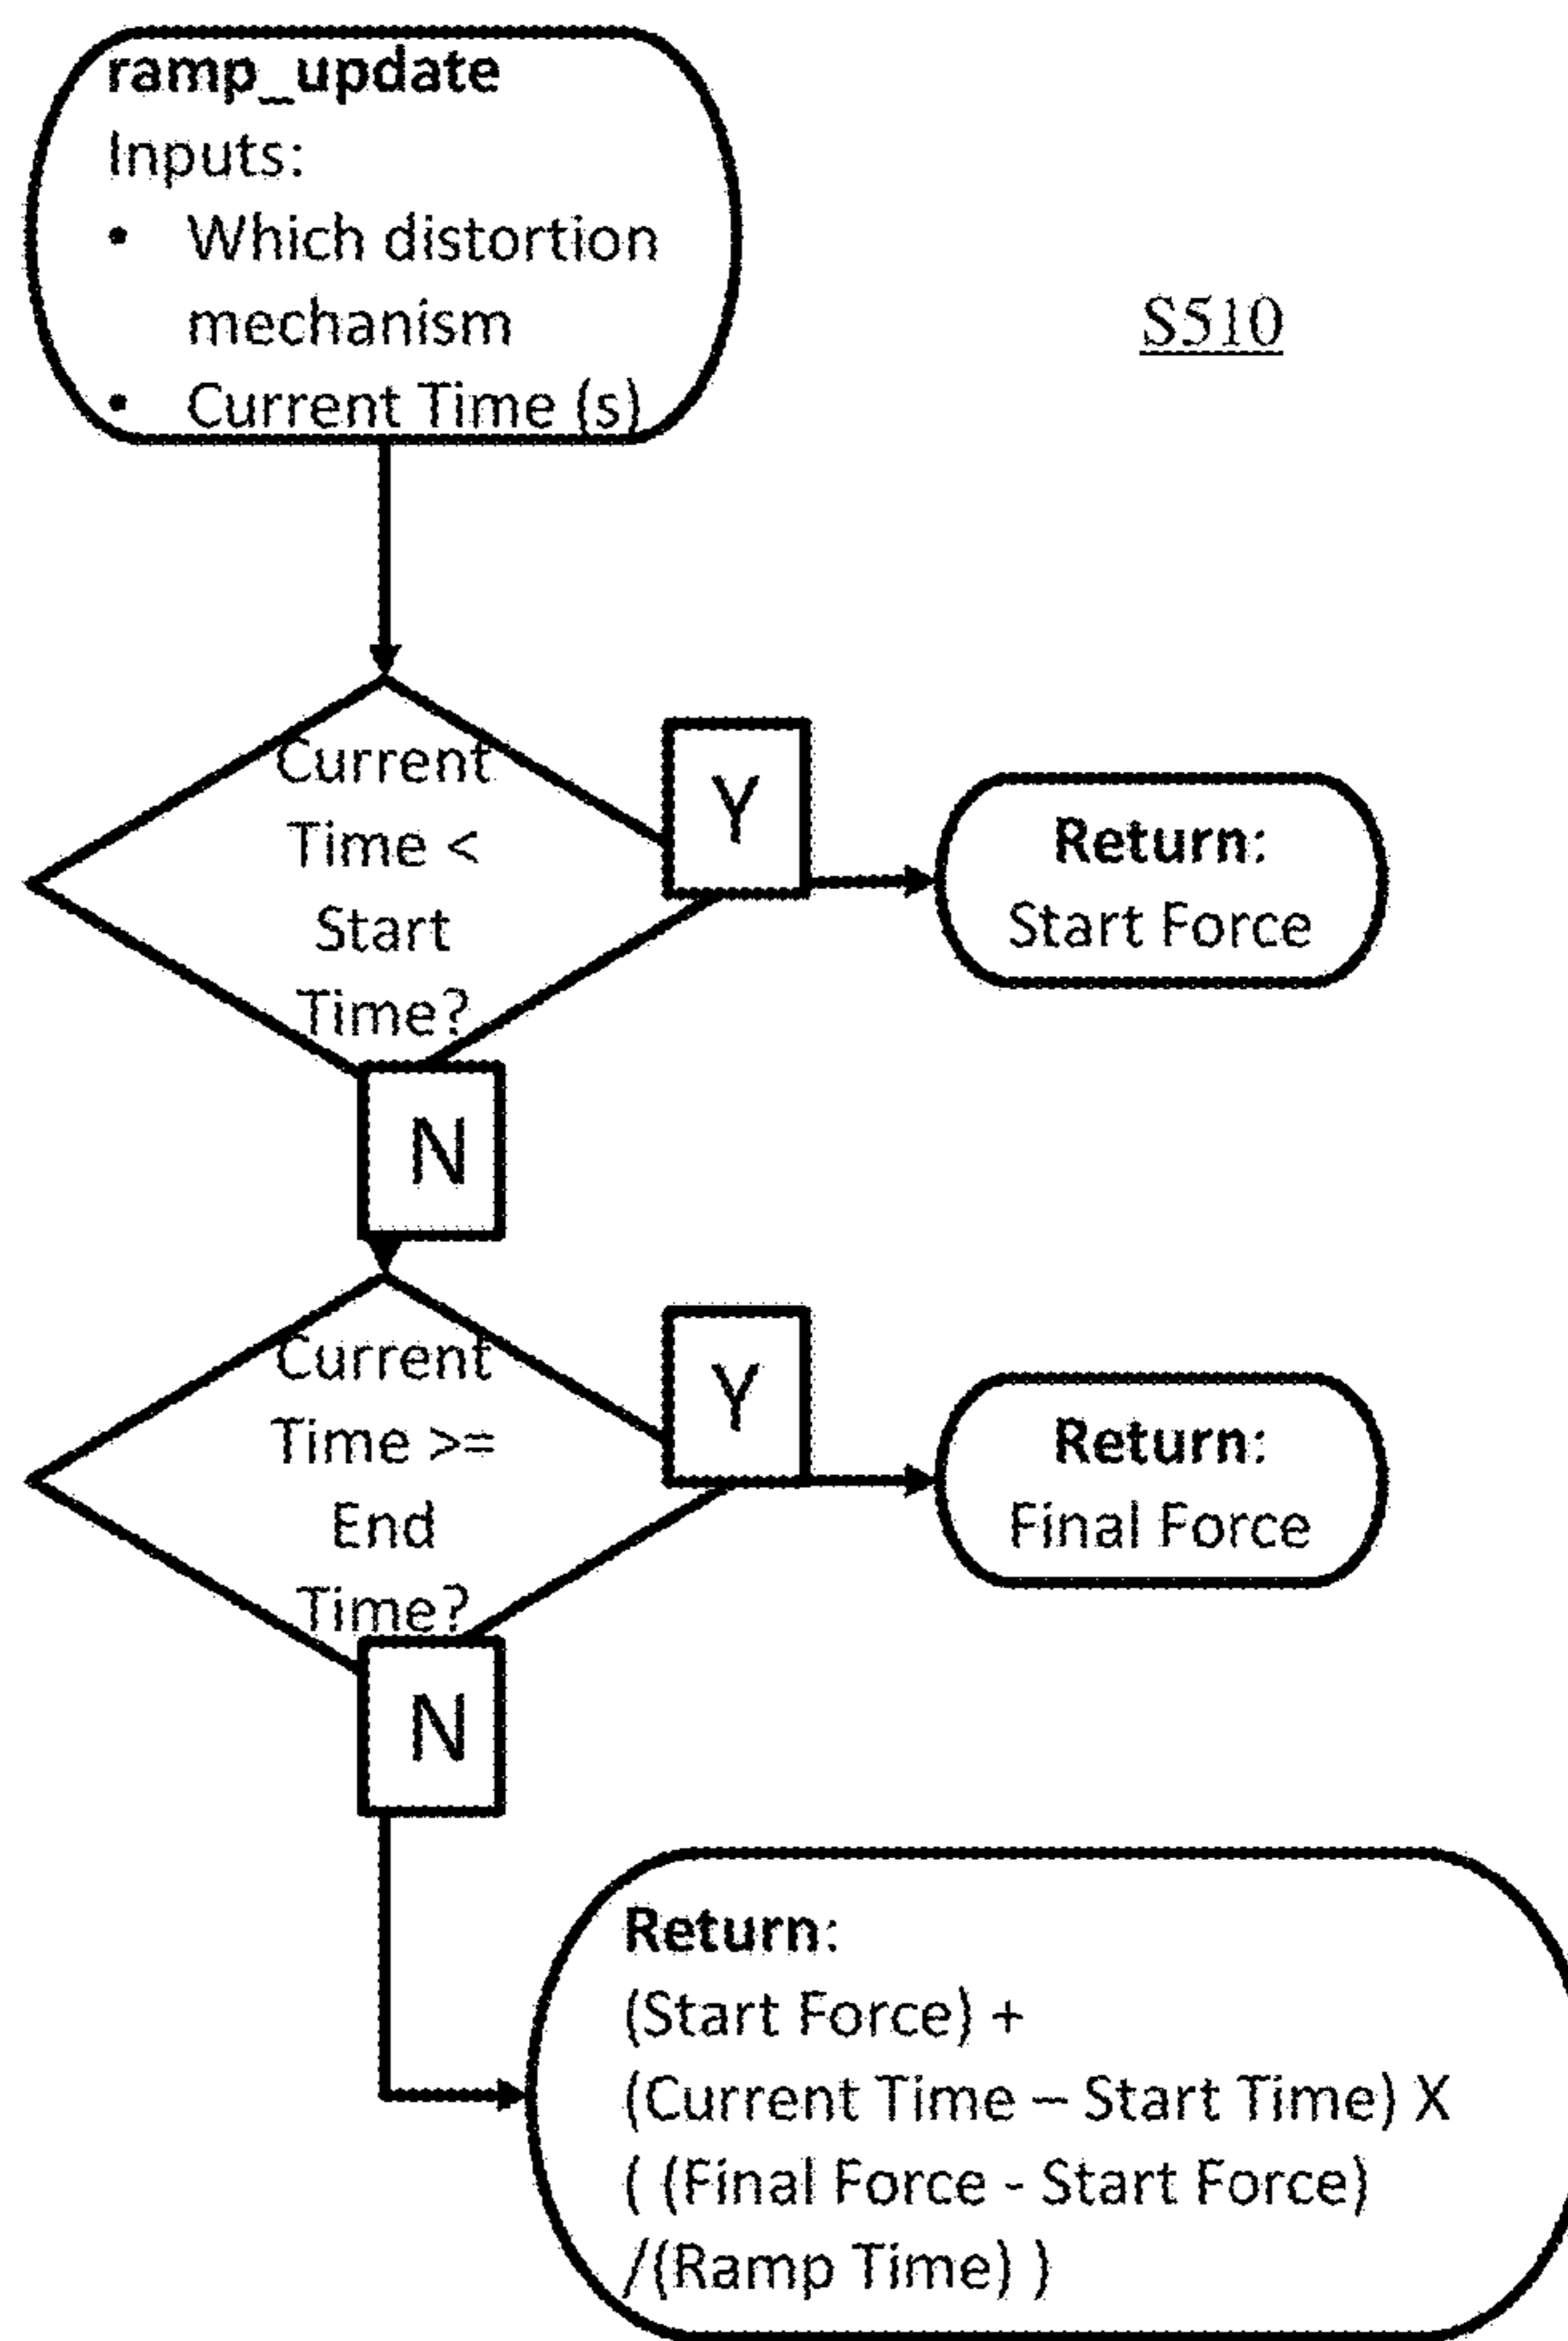 ramp_update
Inputs:
• Which distortion
mechanism
• Current Time (s)
S510
Current
Time <
Start
Time?
Y
Return:
Start Force
N
Current
Time >=
End
Time?
Y
Return:
Final Force
N
Return:
(Start Force) +
(Current Time – Start Time) X
( (Final Force - Start Force)
/(Ramp Time) )